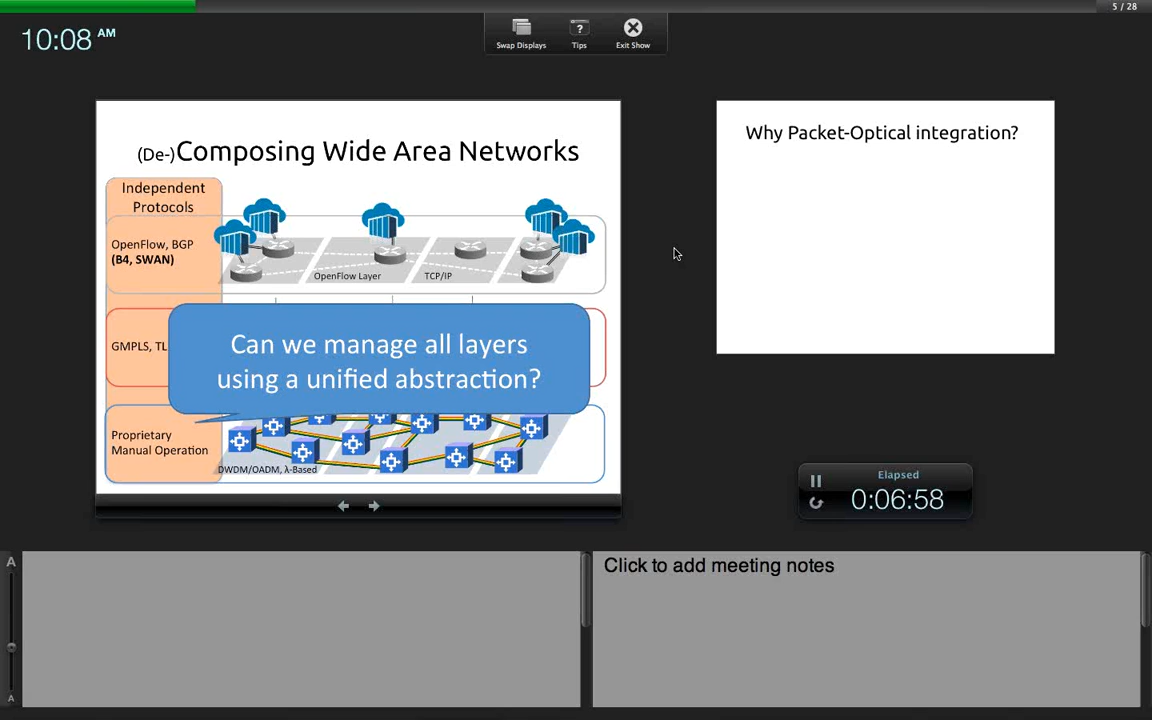 5 / 28
10:08 AM
Swap Displays
Tips
Exit Show
(De-)Composing Wide Area Networks
Independent
Protocols
OpenFlow, BGP
(B4, SWAN)
OpenFlow Layer
TCP/IP
GMPLS, TL
Can we manage all layers
using a unified abstraction?
Proprietary
Manual Operation
DWDM/OADM, λ-Based
Why Packet-Optical integration?
Elapsed
0:06:58
A
A
Click to add meeting notes